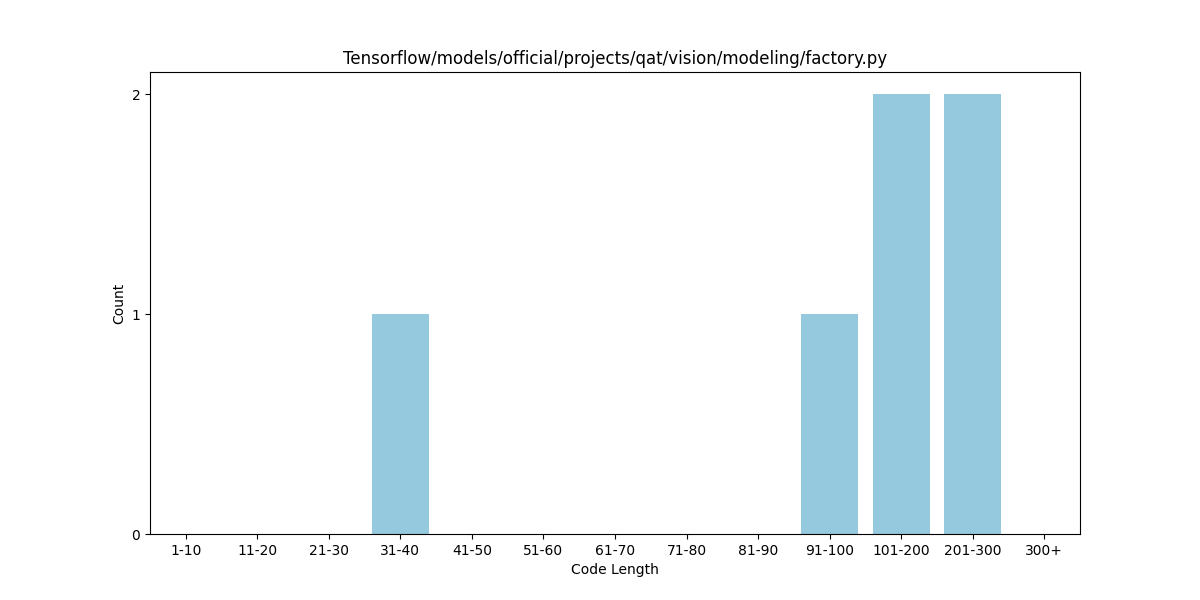 Tensorflow/models/official/projects/qat/vision/modeling/factory.py
2
1
0
Count
1-10 11-20 21-30 31-40 41-50 51-60 61-70 71-80 81-90 91-100 101-200 201-300 300+
Code Length